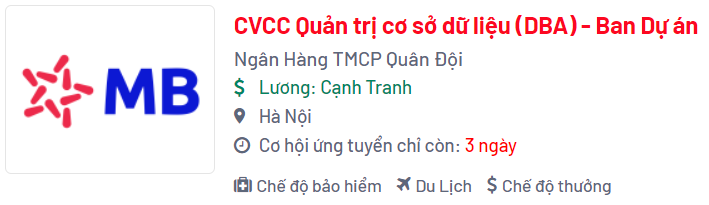 CVCC Quản trị cơ sở dữ liệu (DBA) - Ban Dự án
MB
Ngân Hàng TMCP Quân Đội
Lương: Cạnh Tranh
Hà Nội
Cơ hội ứng tuyển chỉ còn: 3 ngày
Chế độ bảo hiểm Du Lịch $ Chế độ thưởng